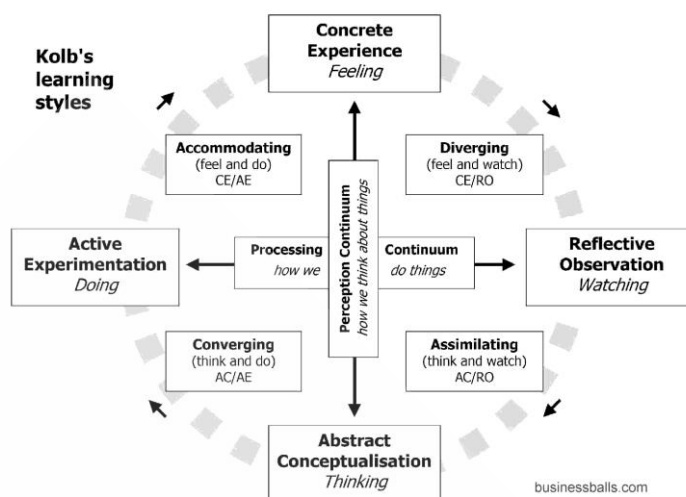 Kolb's
learning
styles
Concrete
Experience
Feeling
Accommodating
(feel and do)
CE/AE
Diverging
(feel and watch)
CE/RO
Active
Experimentation
Doing
Processing
how we
Perception Continuum
how we think about things
Continuum
do things
Reflective
Observation
Watching
Converging
(think and do)
AC/AE
Assimilating
(think and watch)
AC/RO
Abstract
Conceptualisation
Thinking
businessballs.com